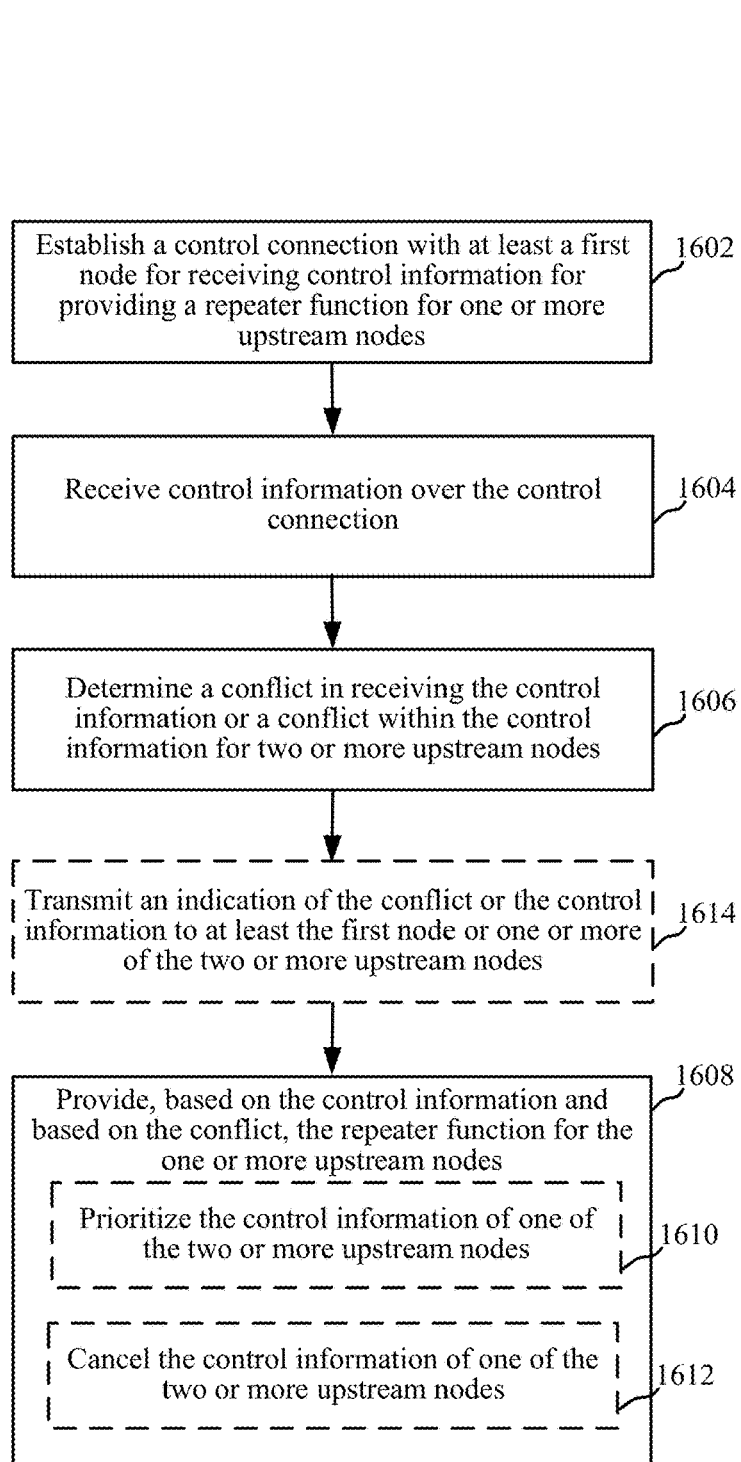 Establish a control connection with at least a first
node for receiving control information for
providing a repeater function for one or more
upstream nodes
1602
Receive control information over the control
connection
1604
Determine a conflict in receiving the control
information or a conflict within the control
information for two or more upstream nodes
1606
Transmit an indication of the conflict or the control
information to at least the first node or one or more
of the two or more upstream nodes
1614
Provide, based on the control information and
based on the conflict, the repeater function for the
one or more upstream nodes
1608
Prioritize the control information of one of
the two or more upstream nodes
1610
Cancel the control information of one of the
two or more upstream nodes
1612